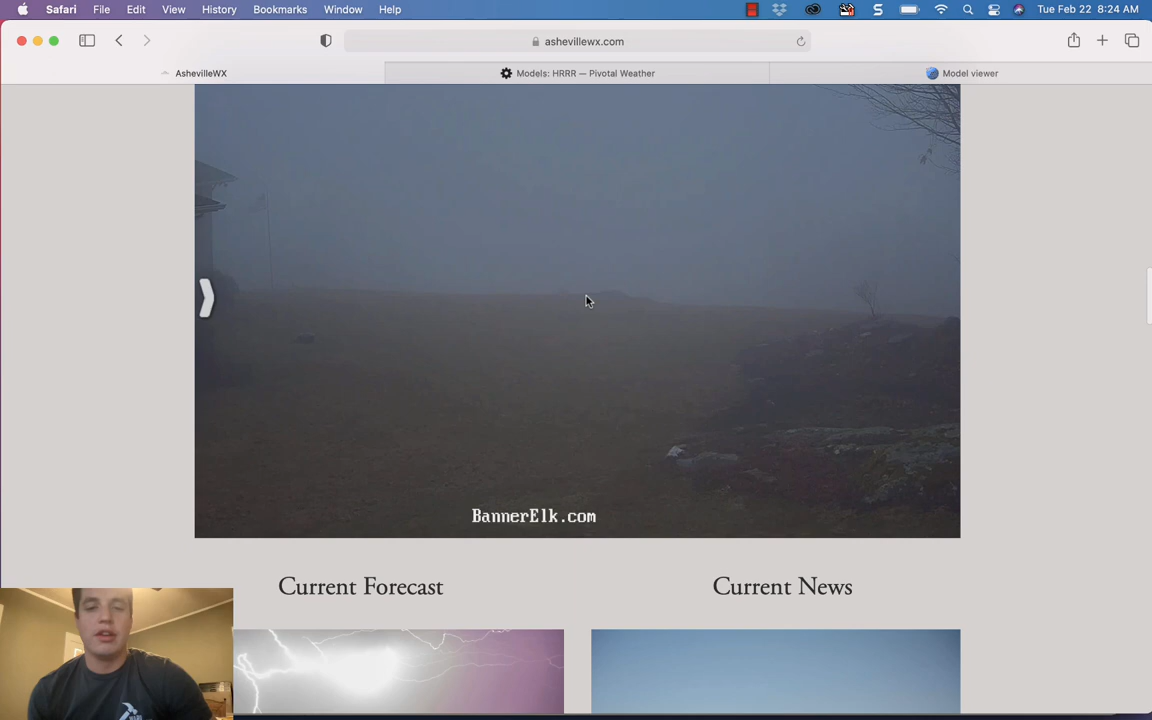 Safari File Edit View History Bookmarks Window Help S Tue Feb 22 8:24 AM
ashevillewx.com
AshevilleWX Models: HRRR — Pivotal Weather Model viewer
BannerElk.com
Current Forecast Current News